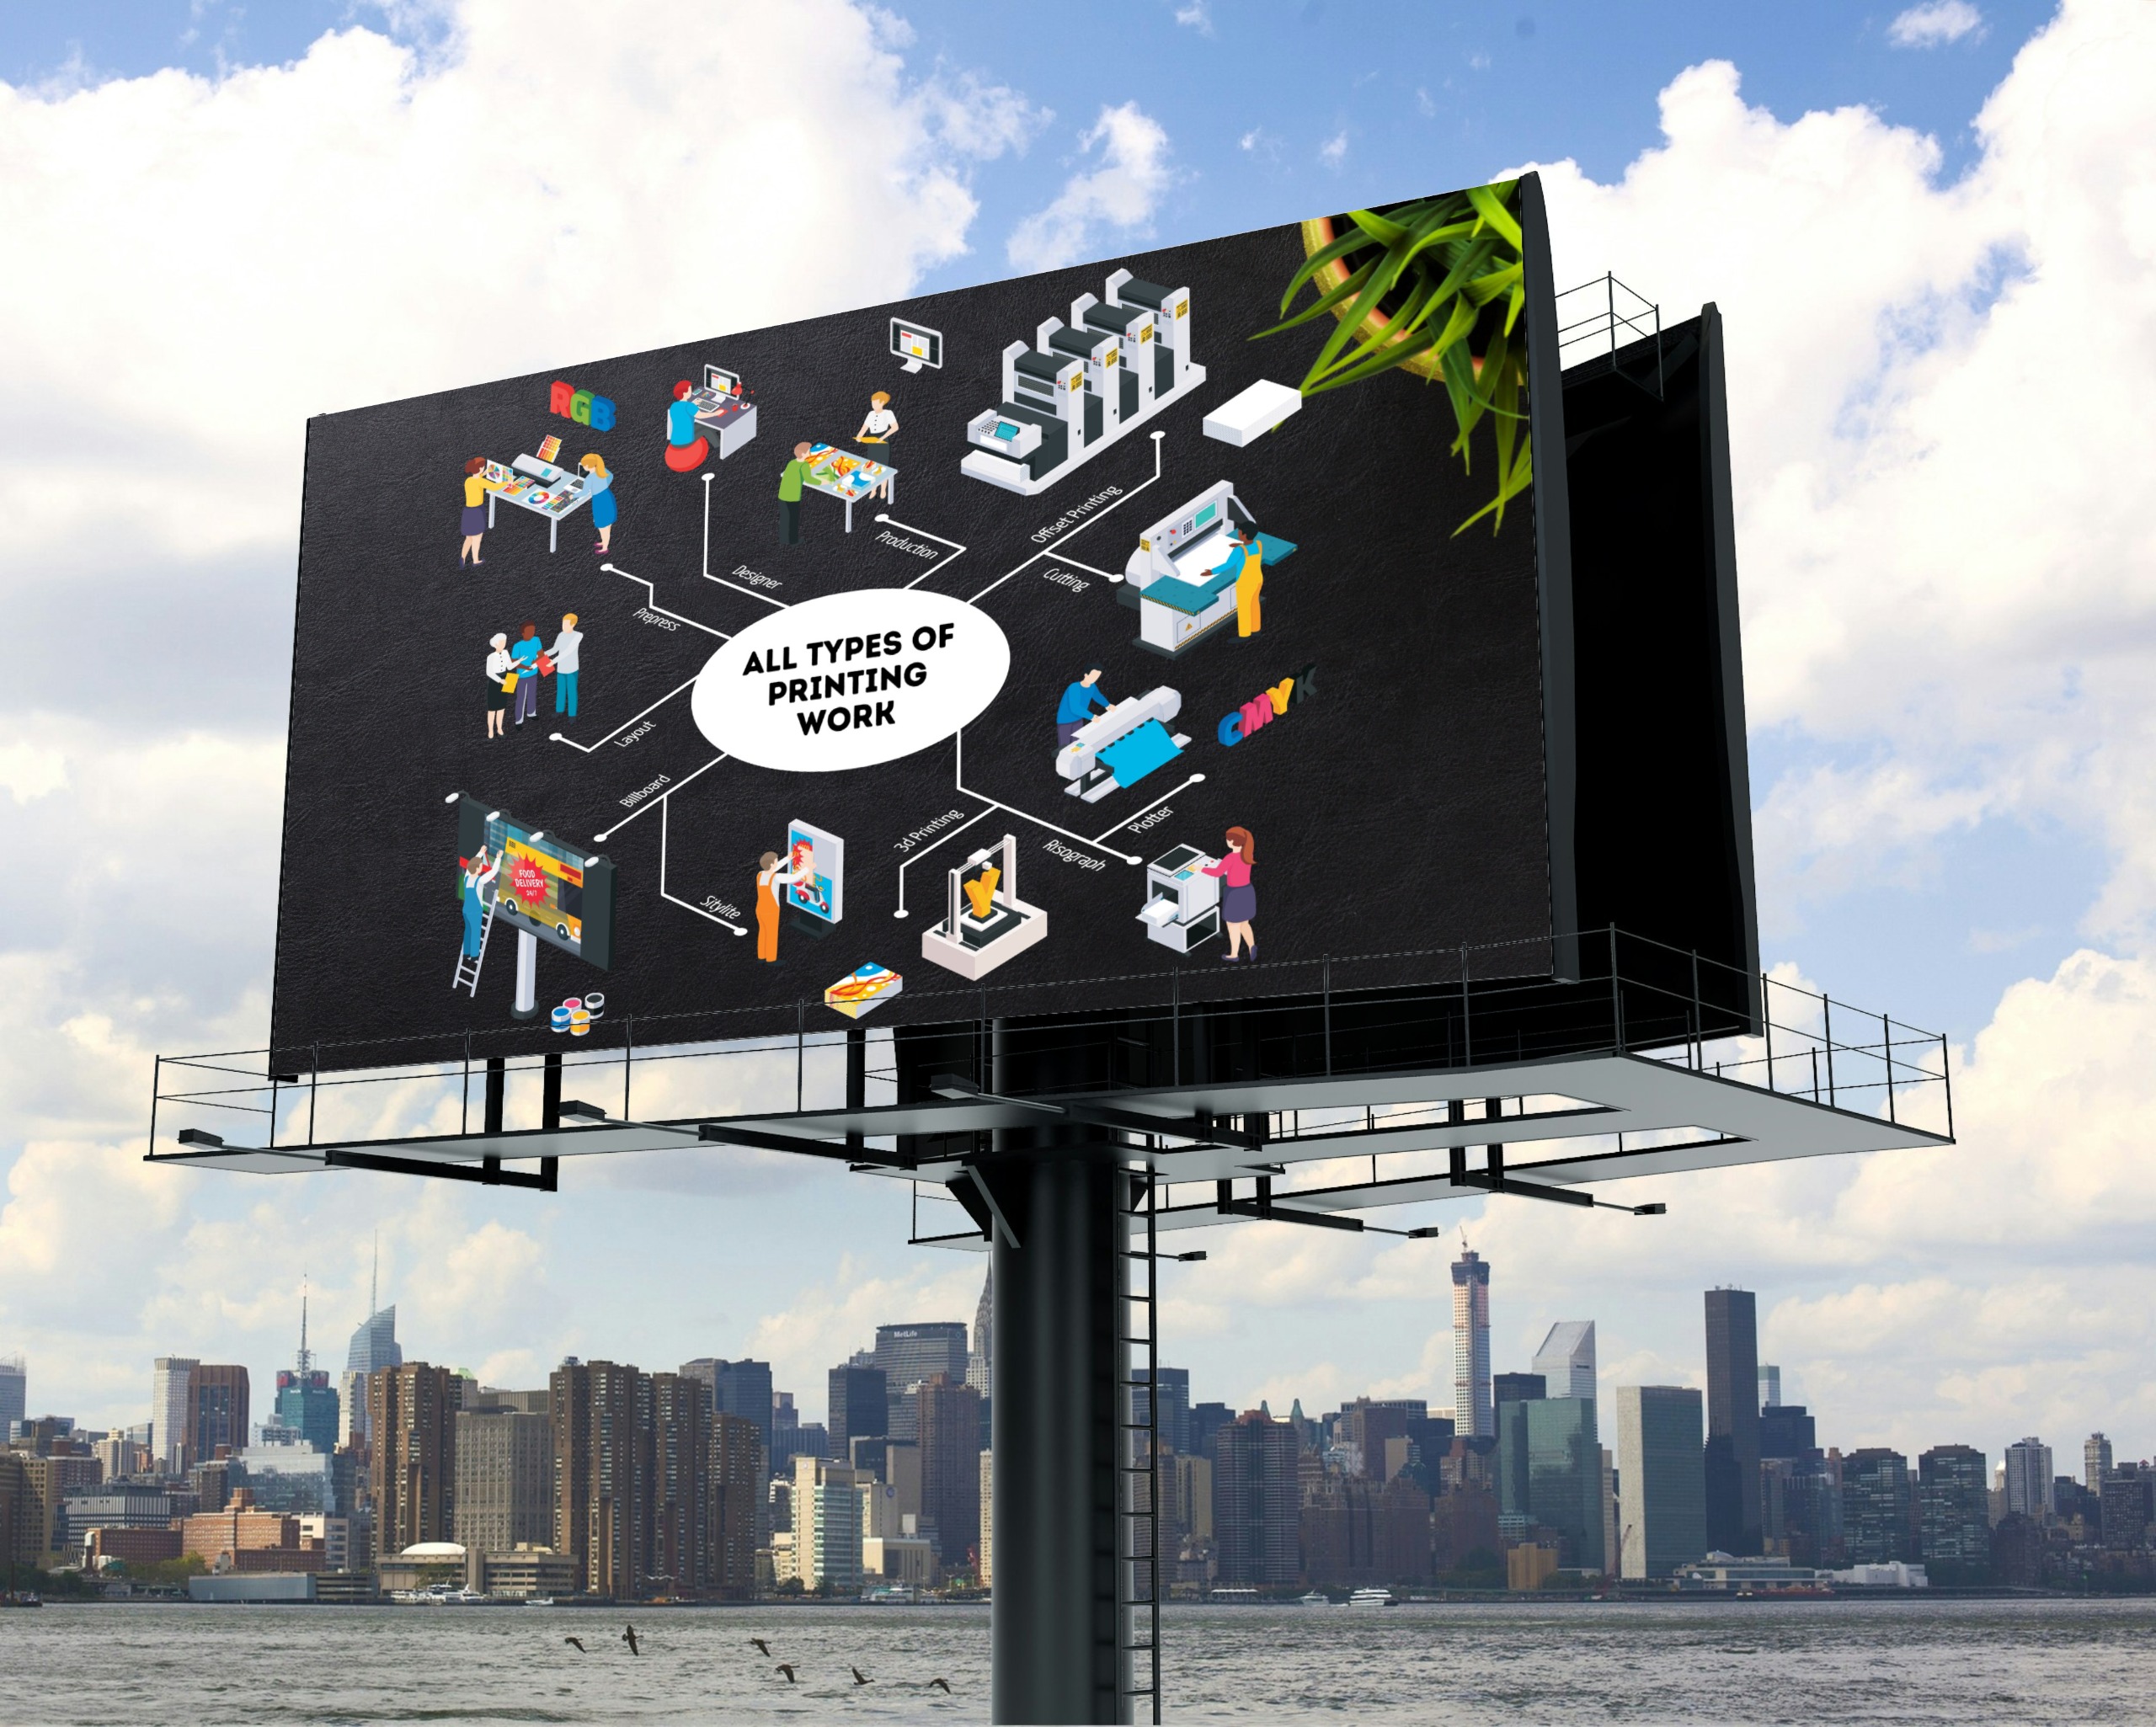 RGB
Designer
Production
Offset Printing
Cutting
Prepress
ALL TYPES OF
PRINTING
WORK
Layout
CMYK
Billboard
Sitylite
3d Printing
Plotter
Risograph
FOOD
DELIVERY
24/7
MetLife